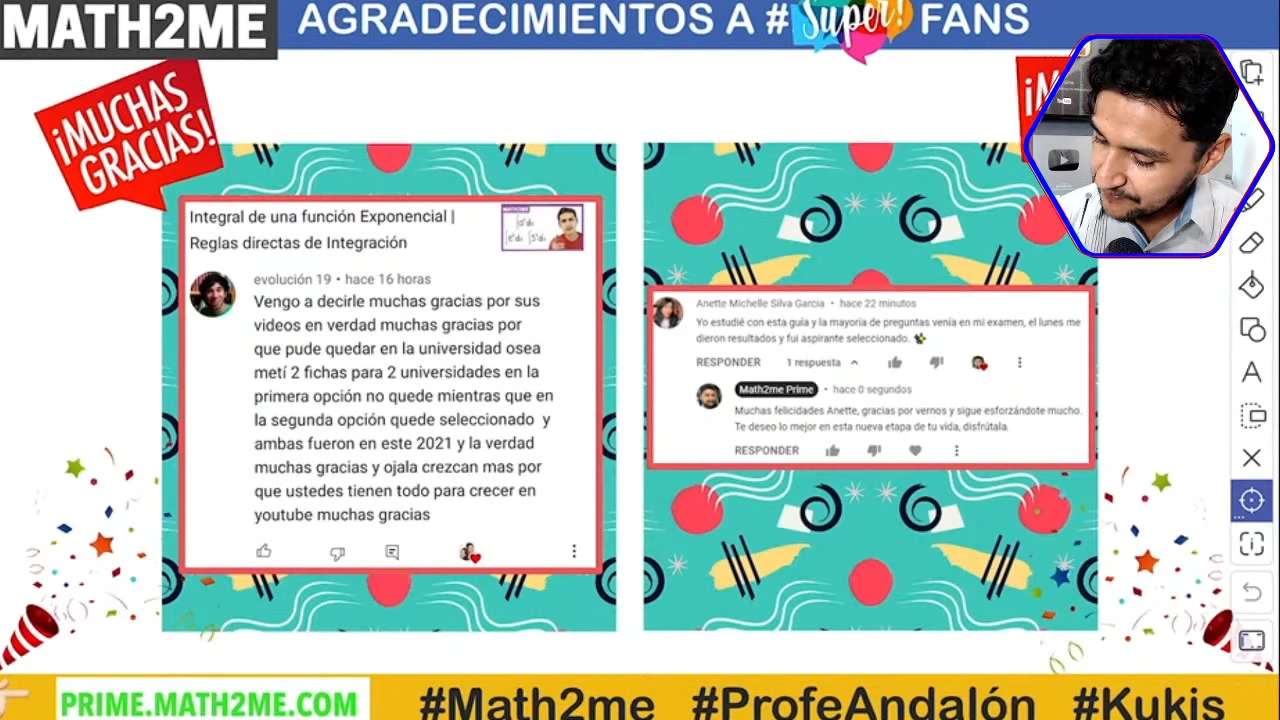 MATH2ME
AGRADECIMIENTOS A # Super! FANS
¡MUCHAS
GRACIAS!
Integral de una función Exponencial |
Reglas directas de Integración
evolución 19 • hace 16 horas
Vengo a decirle muchas gracias por sus
videos en verdad muchas gracias por
que pude quedar en la universidad osea
metí 2 fichas para 2 universidades en la
primera opción no quede mientras que en
la segunda opción quede seleccionado y
ambas fueron en este 2021 y la verdad
muchas gracias y ojala crezcan mas por
que ustedes tienen todo para crecer en
youtube muchas gracias
Anette Michelle Silva Garcia • hace 22 minutos
Yo estudié con esta guía y la mayoria de preguntas venía en mi examen, el lunes me
dieron resultados y fui aspirante seleccionado.
RESPONDER 1 respuesta
Math2me Prime • hace 0 segundos
Muchas felicidades Anette, gracias por vernos y sigue esforzándote mucho.
Te deseo lo mejor en esta nueva etapa de tu vida, disfrútala.
RESPONDER
PRIME.MATH2ME.COM
#Math2me #ProfeAndalón #Kukis